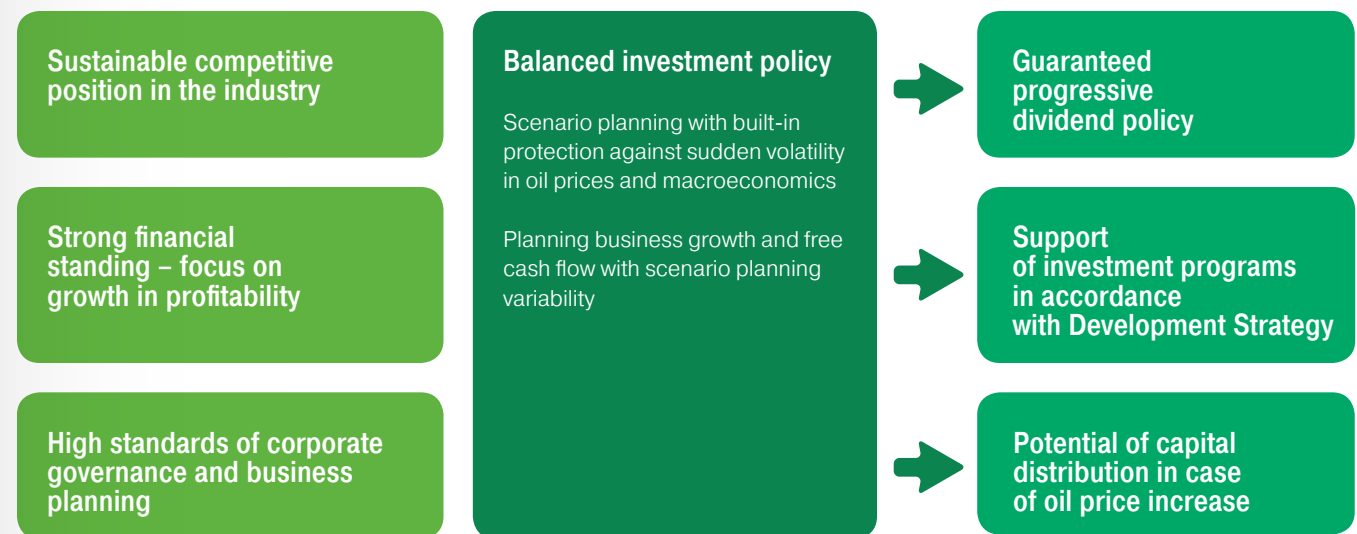 Sustainable competitive
position in the industry
Strong financial
standing – focus on
growth in profitability
High standards of corporate
governance and business
planning
Balanced investment policy
Scenario planning with built-in
protection against sudden volatility
in oil prices and macroeconomics
Planning business growth and free
cash flow with scenario planning
variability
Guaranteed
progressive
dividend policy
Support
of investment programs
in accordance
with Development Strategy
Potential of capital
distribution in case
of oil price increase